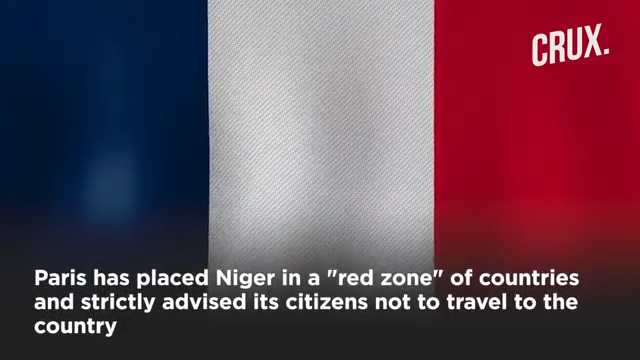 CRUX.
Paris has placed Niger in a "red zone" of countries
and strictly advised its citizens not to travel to the
country